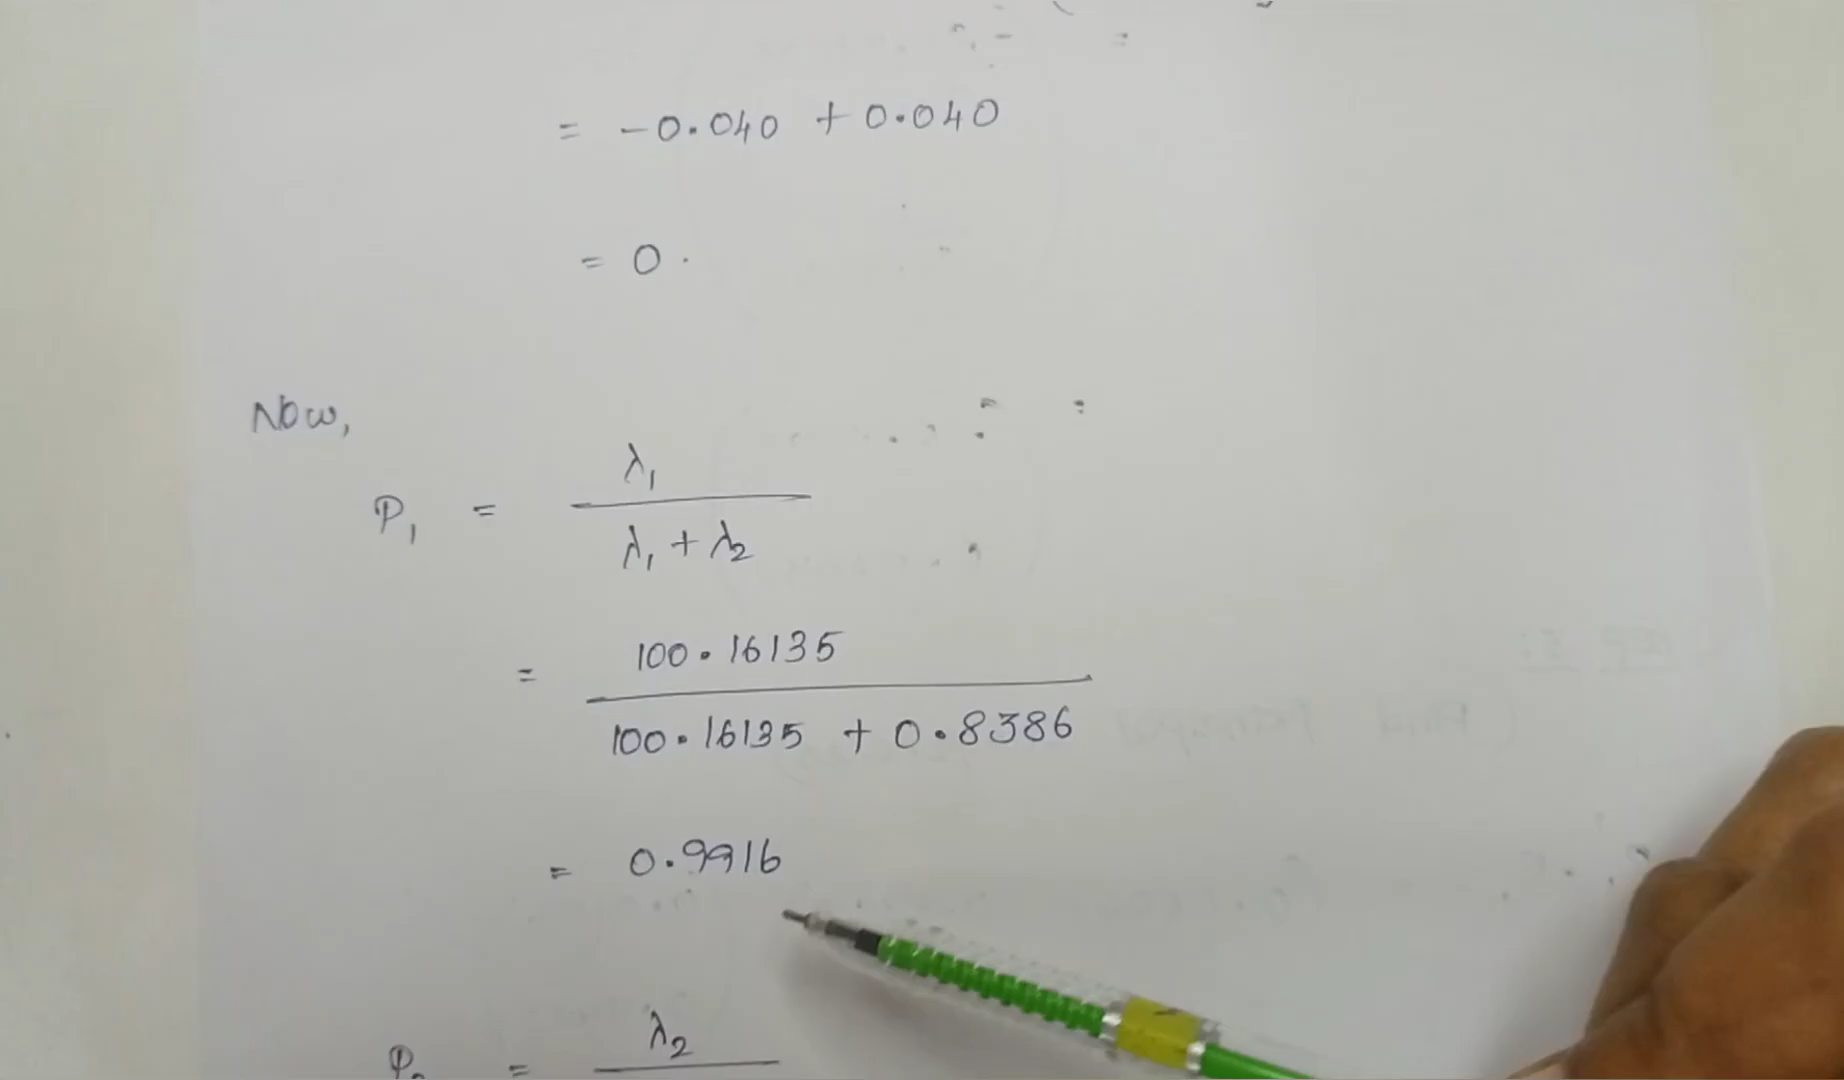 = -0.040 + 0.040
= 0.
Now,
P₁ = λ₁ / (λ₁ + λ₂)
= 100.16135 / (100.16135 + 0.8386)
= 0.9916
P₂ = λ₂